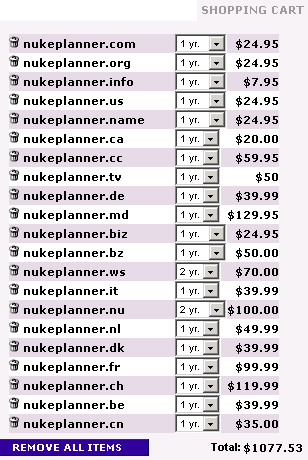 SHOPPING CART
nukeplanner.com 1 yr. $24.95
nukeplanner.org 1 yr. $24.95
nukeplanner.info 1 yr. $7.95
nukeplanner.us 1 yr. $24.95
nukeplanner.name 1 yr. $24.95
nukeplanner.ca 1 yr. $20.00
nukeplanner.cc 1 yr. $59.95
nukeplanner.tv 1 yr. $50
nukeplanner.de 1 yr. $39.99
nukeplanner.md 1 yr. $129.95
nukeplanner.biz 1 yr. $24.95
nukeplanner.bz 1 yr. $50.00
nukeplanner.ws 2 yr. $70.00
nukeplanner.it 1 yr. $39.99
nukeplanner.nu 2 yr. $100.00
nukeplanner.nl 1 yr. $49.99
nukeplanner.dk 1 yr. $39.99
nukeplanner.fr 1 yr. $99.99
nukeplanner.ch 1 yr. $119.99
nukeplanner.be 1 yr. $39.99
nukeplanner.cn 1 yr. $35.00
REMOVE ALL ITEMS Total: $1077.53